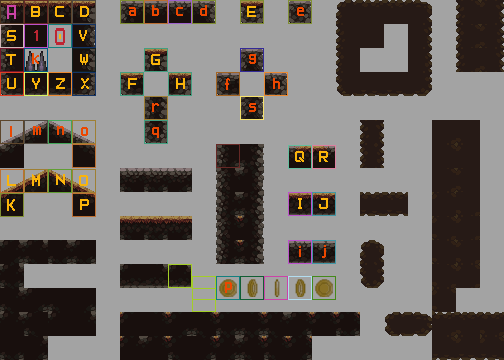 A B C D a b c d E e
S 1 0 V
T K W G g
U Y Z X F H f h
r s
l m n o q
Q R
L M N O
K P I J
i j